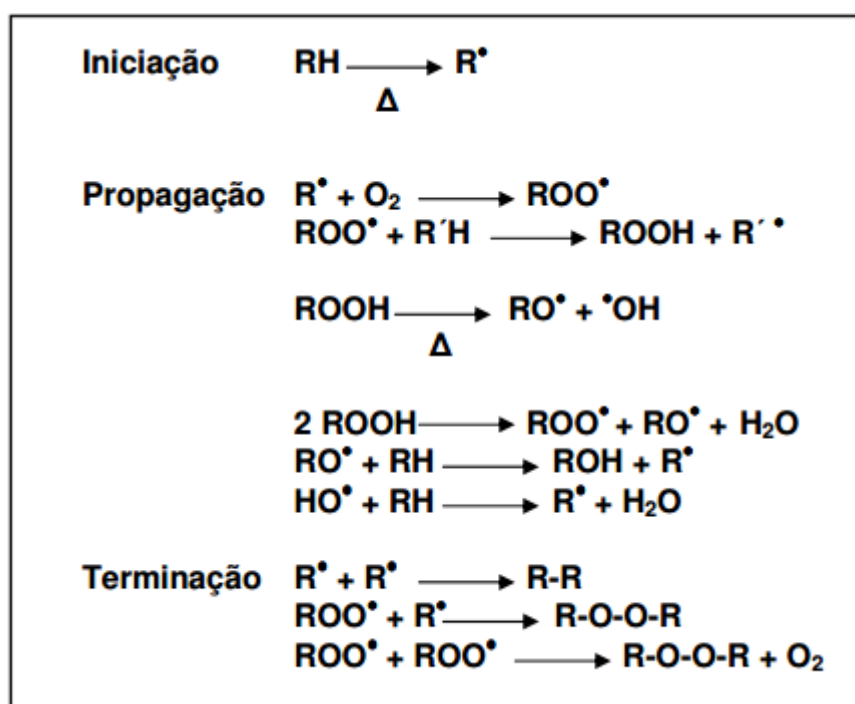 Iniciação RH ⟶ R•
Δ
Propagação R• + O₂ ⟶ ROO•
ROO• + R´H ⟶ ROOH + R´ •
ROOH ⟶ RO• + •OH
Δ
2 ROOH ⟶ ROO• + RO• + H₂O
RO• + RH ⟶ ROH + R•
HO• + RH ⟶ R• + H₂O
Terminação R• + R• ⟶ R-R
ROO• + R• ⟶ R-O-O-R
ROO• + ROO• ⟶ R-O-O-R + O₂